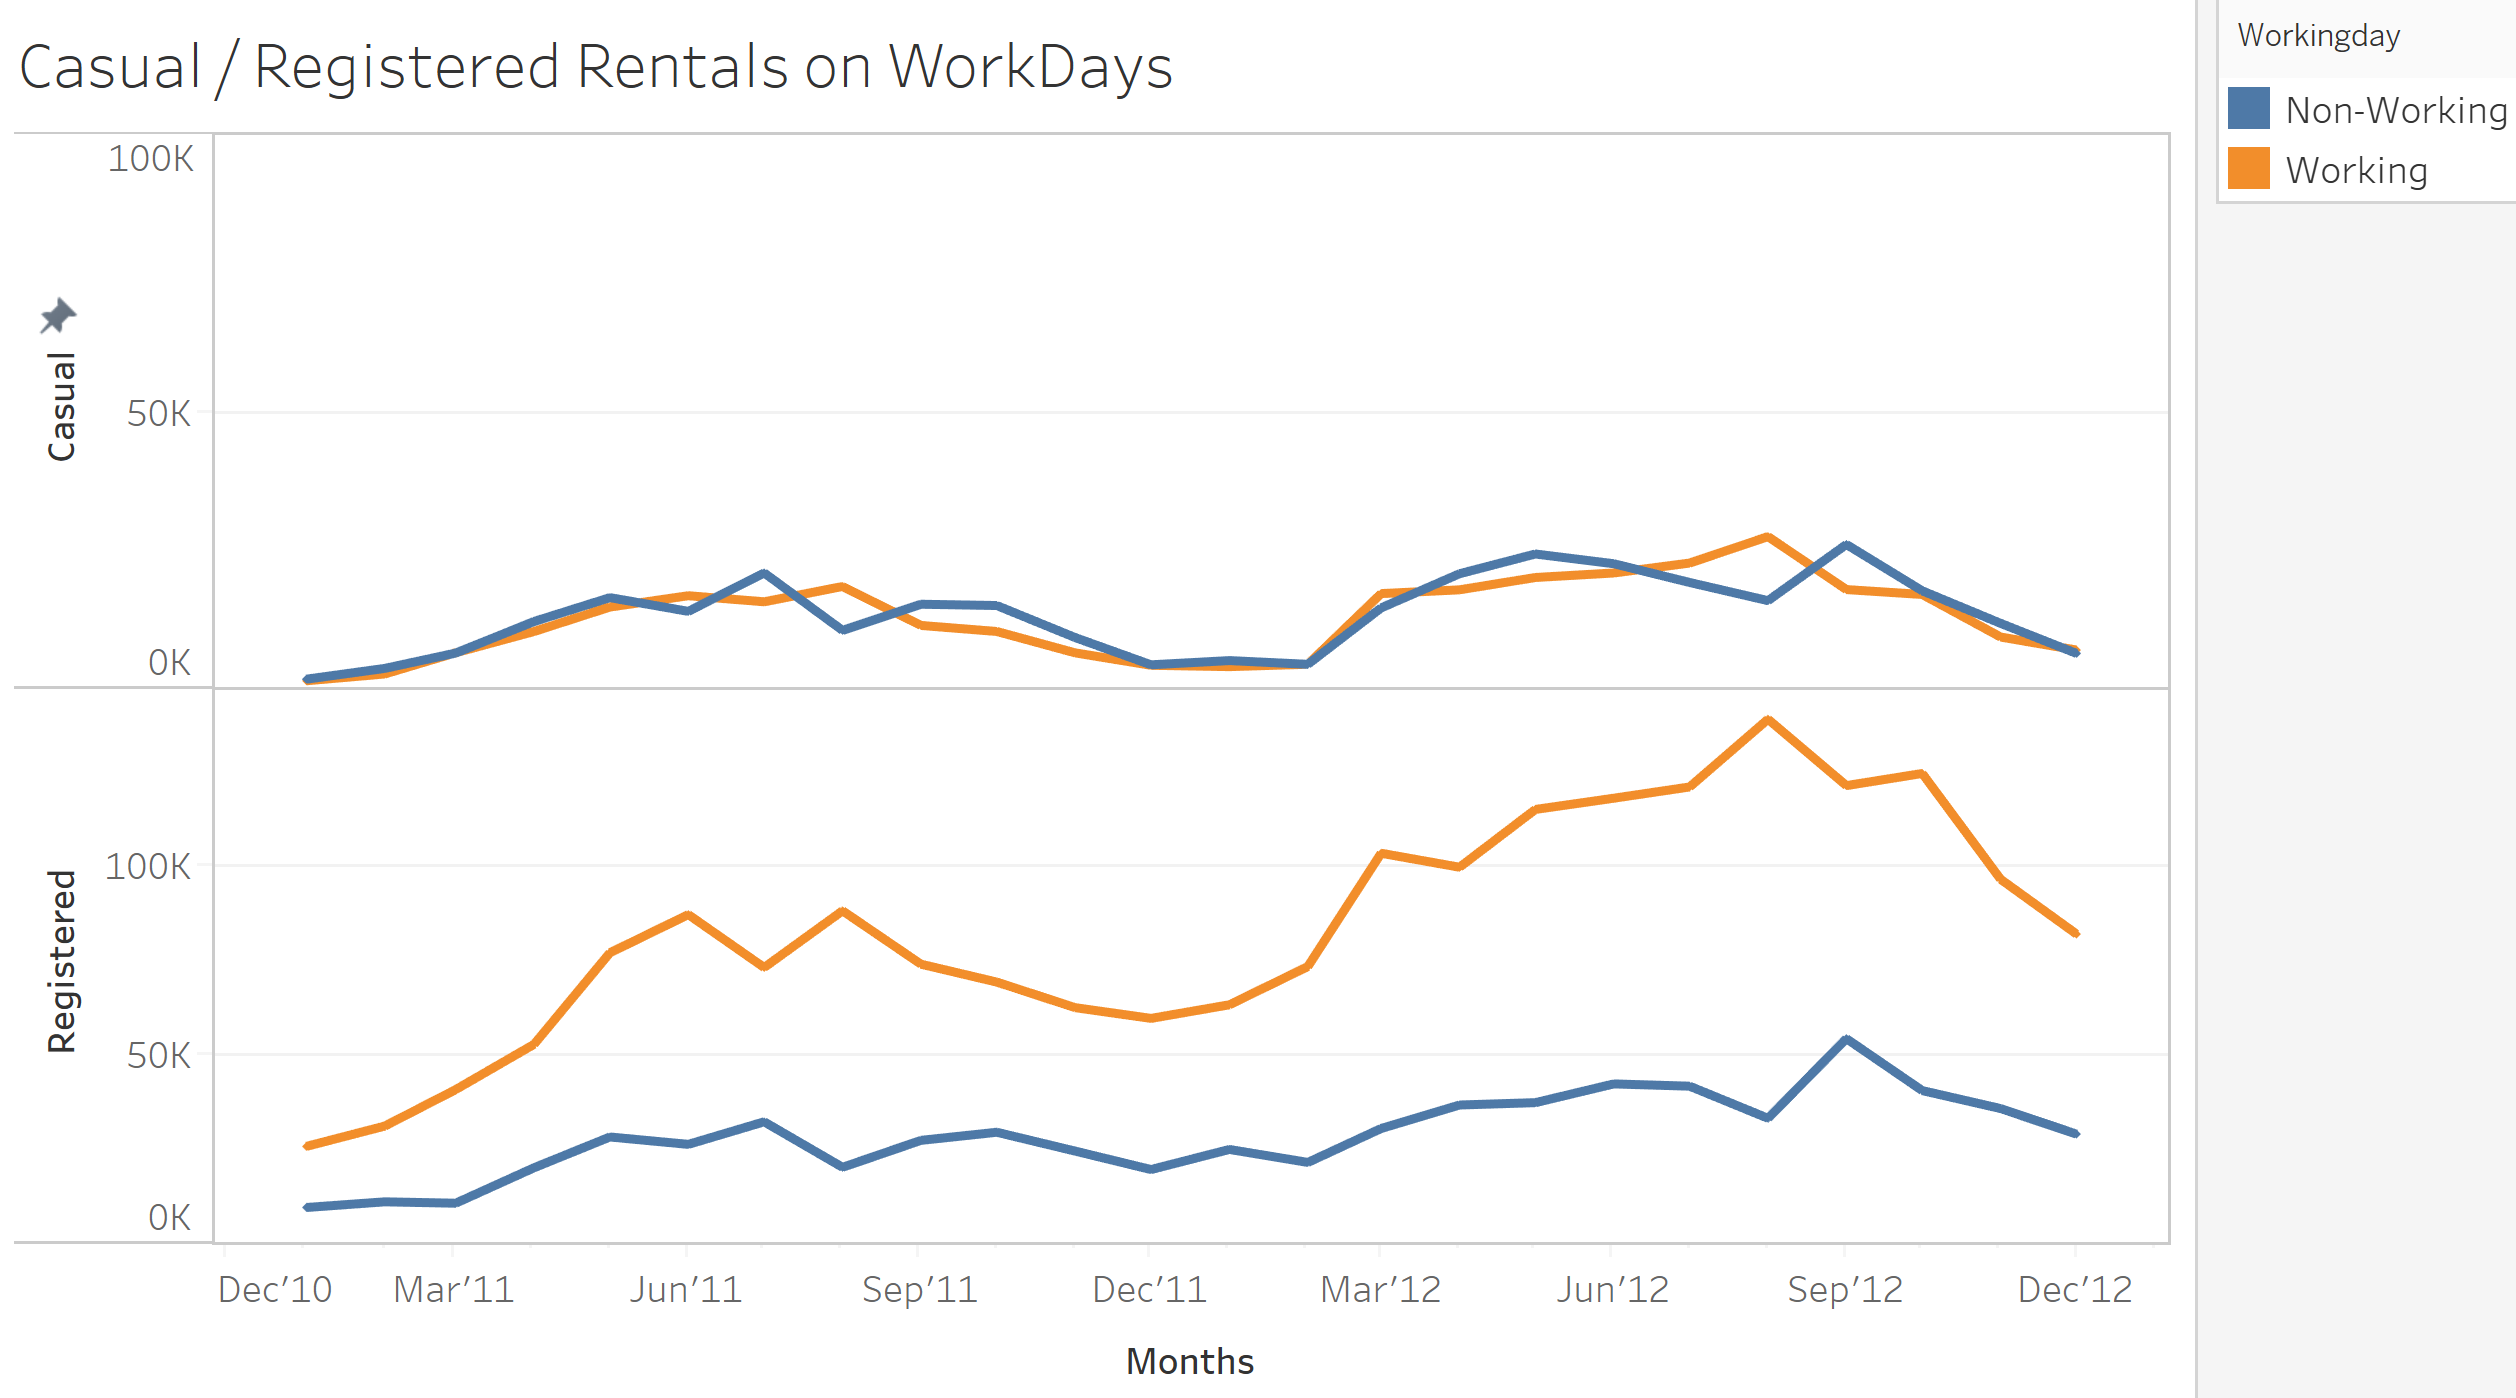 Casual / Registered Rentals on WorkDays
Workingday
Non-Working
Working
100K
50K
0K
Casual
100K
50K
0K
Registered
Dec'10 Mar'11 Jun'11 Sep'11 Dec'11 Mar'12 Jun'12 Sep'12 Dec'12
Months